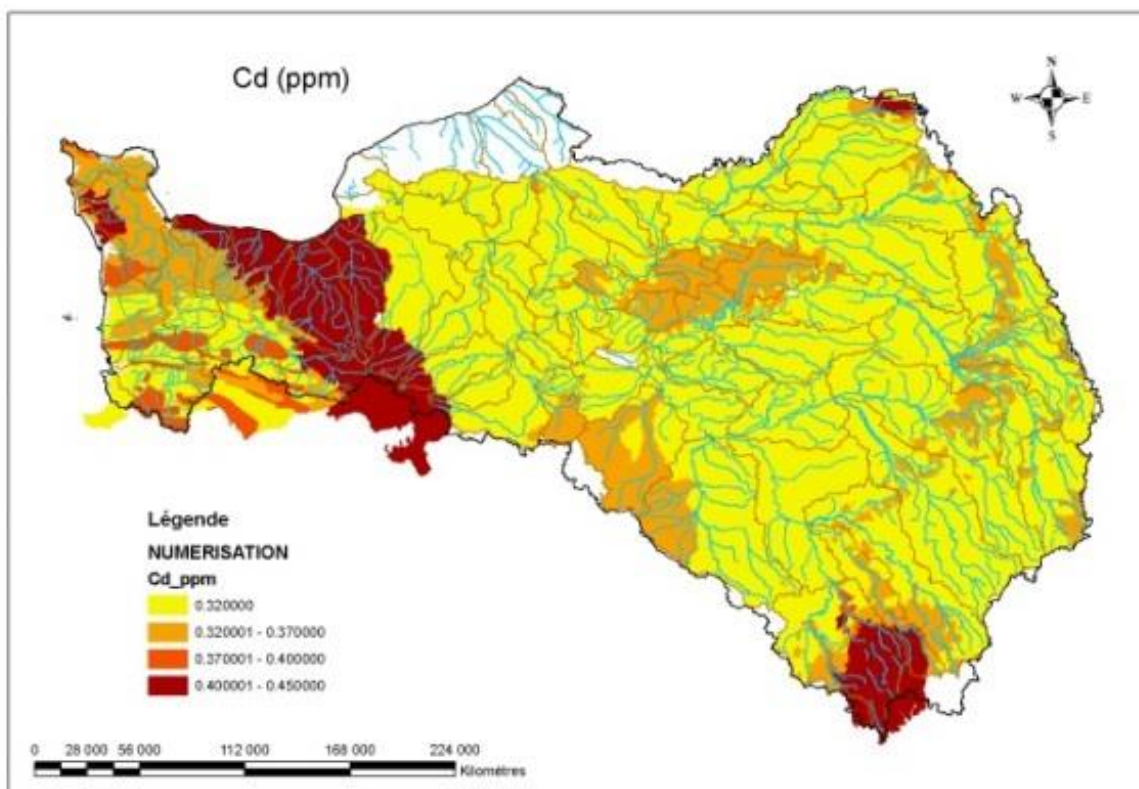 Cd (ppm)
N
W E
S
Légende
NUMERISATION
Cd_ppm
0.320000
0.320001 - 0.370000
0.370001 - 0.400000
0.400001 - 0.450000
0 28 000 56 000 112 000 168 000 224 000
Kilométres